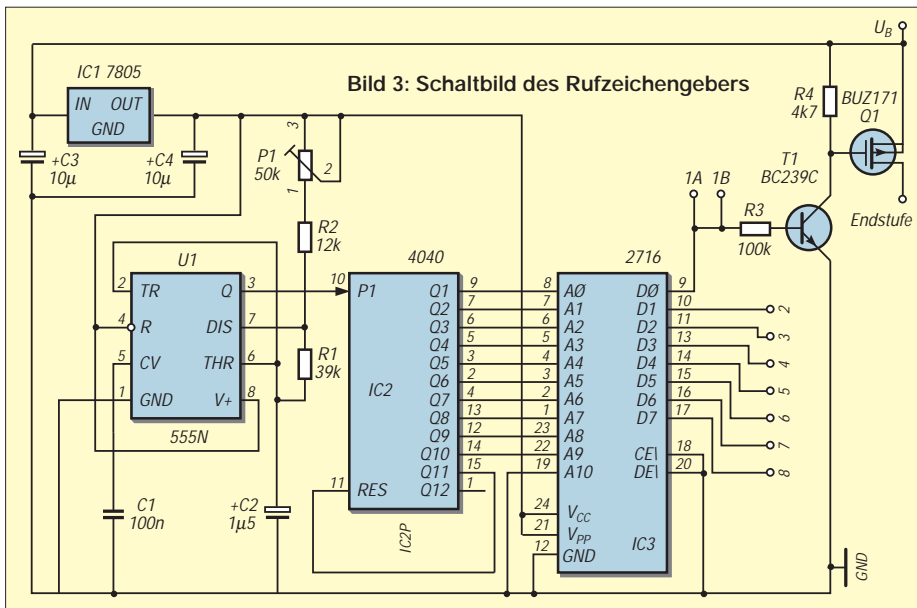 U_B
IC1 7805
Bild 3: Schaltbild des Rufzeichengebers
IN OUT
GND
R4
4k7
BUZ171
Q1
+C3
10µ
+C4
10µ
3
P1
50k
2
1
T1
BC239C
1A 1B
R2
12k
R3
100k
Endstufe
U1
4040
2716
2 TR Q 3
10 P1 Q1 9
8 AØ DØ 9
4 R DIS 7
Q2 7
7 A1 D1 10 2
Q3 6
6 A2 D2 11 3
5 CV THR 6
R1
39k
Q4 5
5 A3 D3 13 4
Q5 3
4 A4 D4 14 5
1 GND V+ 8
IC2 Q6 2
3 A5 D5 15 6
Q7 4
2 A6 D6 16 7
555N
Q8 13
1 A7 D7 17 8
Q9 12
23 A8
Q10 14
22 A9 CE\ 18
Q11 15
19 A10 DE\ 20
11 RES Q12 1
C1
100n
+C2
1µ5
IC2P
24 V_CC
21 V_PP
12 GND IC3
GND